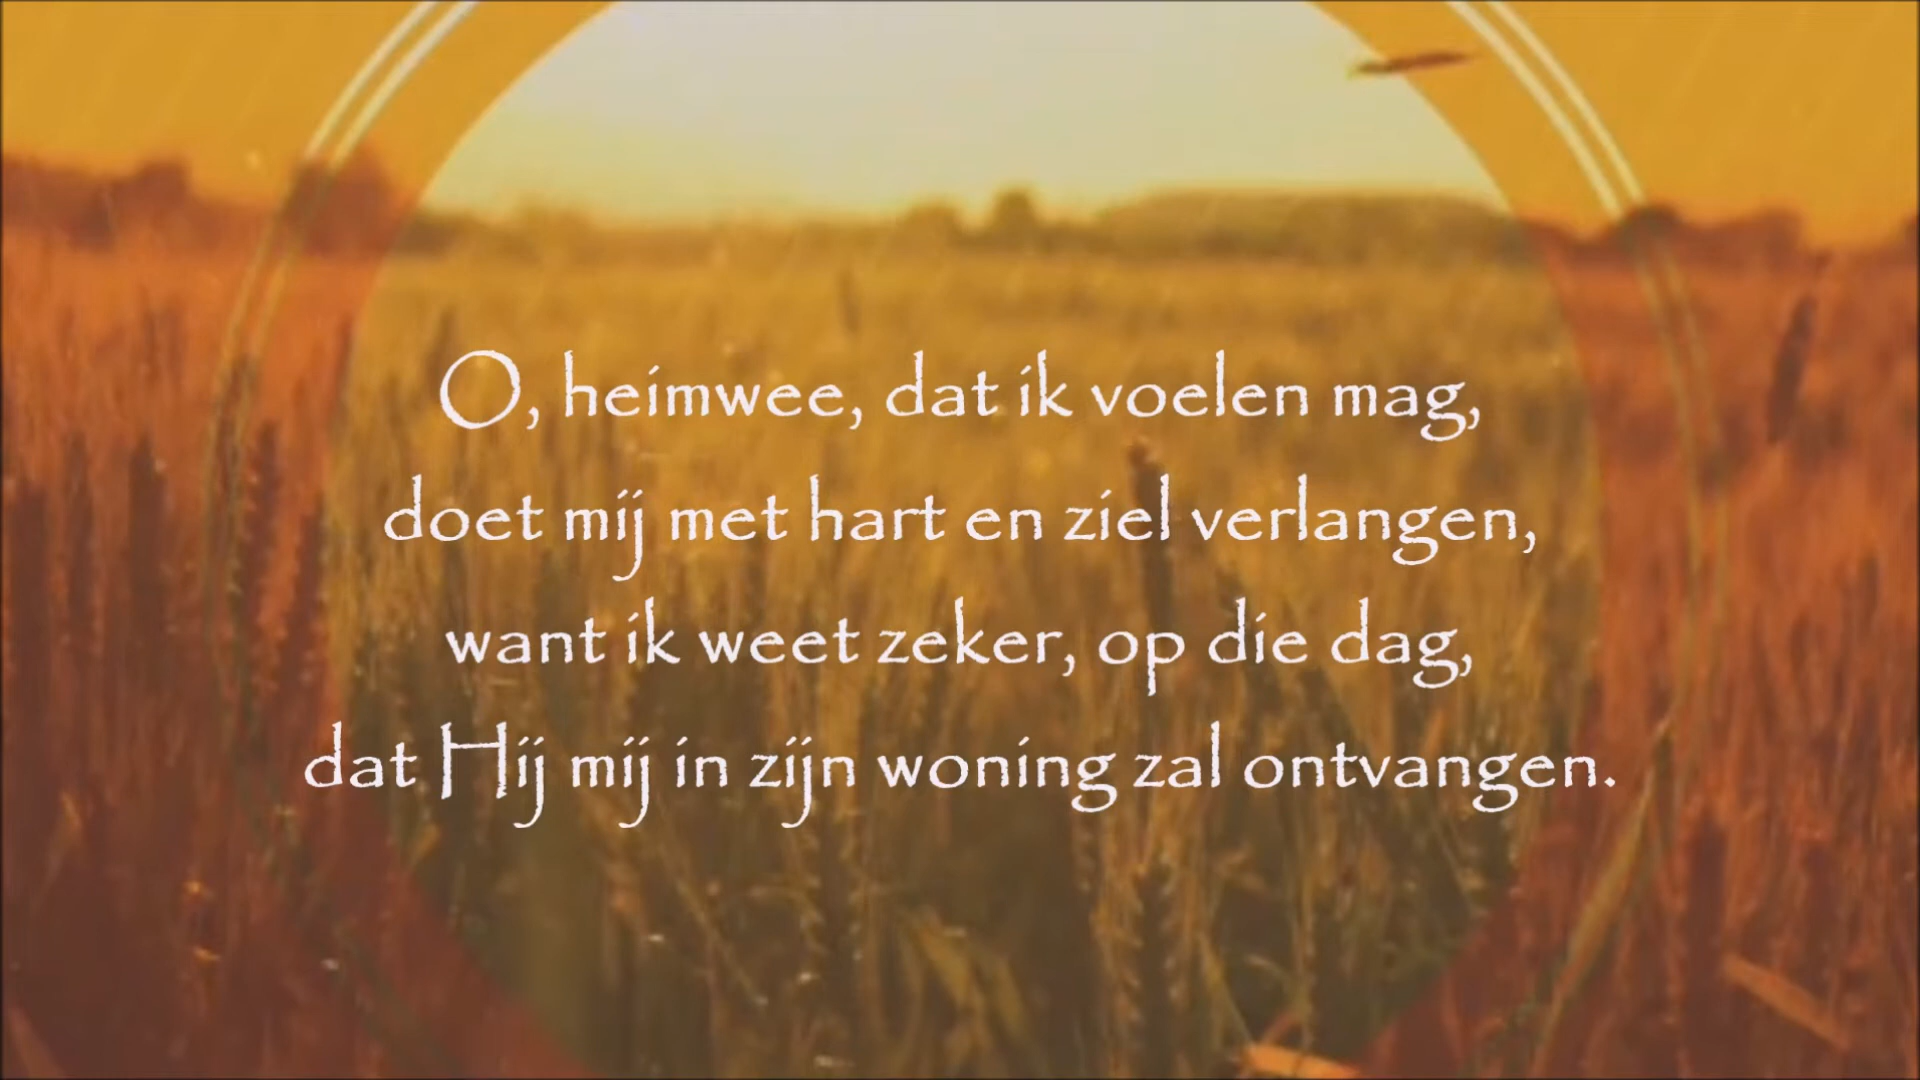 O, heimwee, dat ik voelen mag,
doet mij met hart en ziel verlangen,
want ik weet zeker, op die dag,
dat Hij mij in zijn woning zal ontvangen.